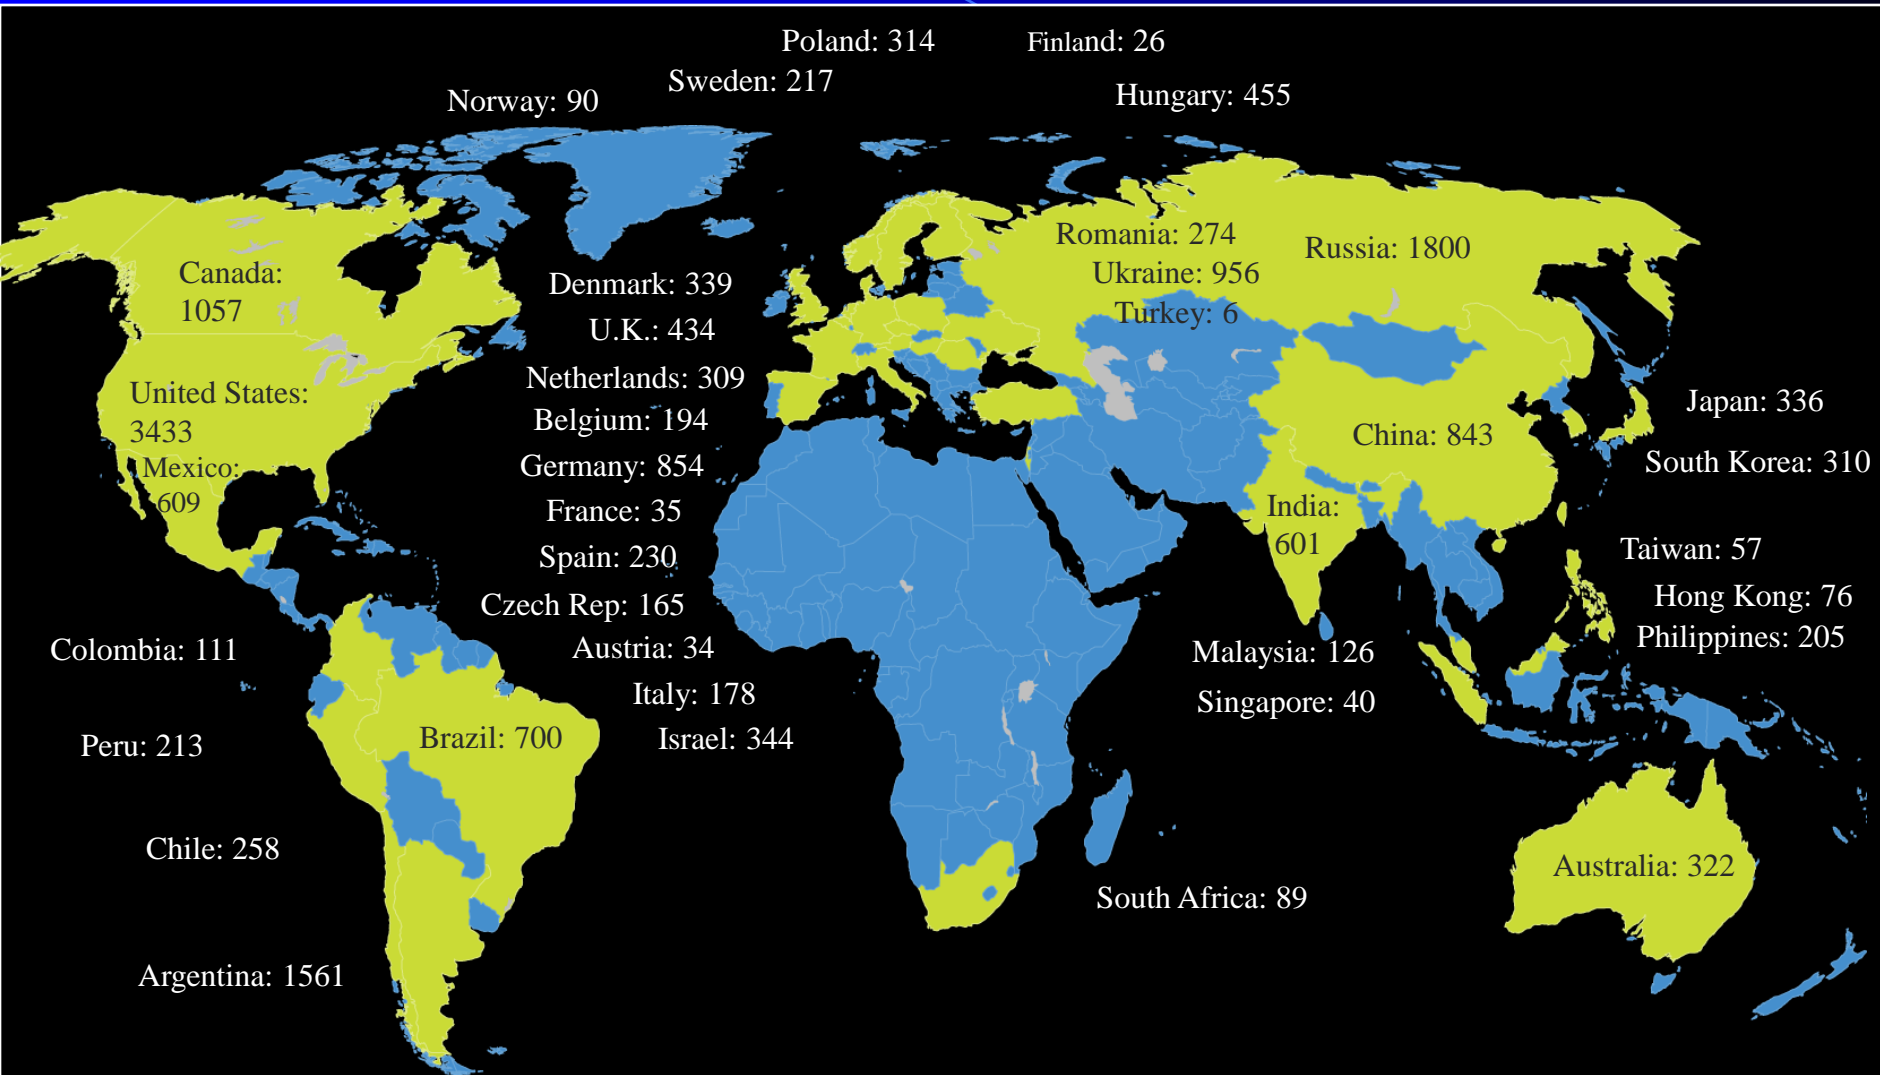 Poland: 314
Finland: 26
Sweden: 217
Hungary: 455
Norway: 90
Romania: 274
Russia: 1800
Ukraine: 956
Turkey: 6
Canada:
1057
Denmark: 339
U.K.: 434
Netherlands: 309
Belgium: 194
Germany: 854
France: 35
Spain: 230
Czech Rep: 165
Austria: 34
Italy: 178
Israel: 344
United States:
3433
Mexico:
609
Japan: 336
China: 843
South Korea: 310
India:
601
Taiwan: 57
Hong Kong: 76
Philippines: 205
Malaysia: 126
Singapore: 40
Colombia: 111
Peru: 213
Brazil: 700
Chile: 258
Argentina: 1561
South Africa: 89
Australia: 322